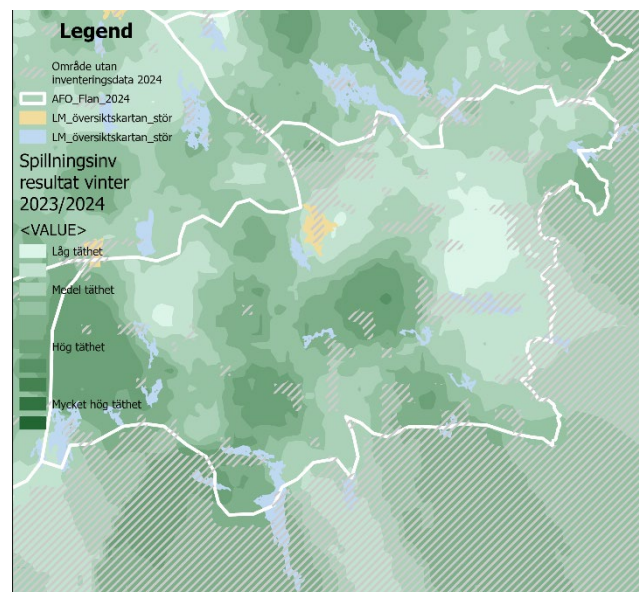 Legend
Område utan
inventeringsdata 2024
AFO_Flan_2024
LM_översiktskartan_stör
LM_översiktskartan_stör
Spillningsinv
resultat vinter
2023/2024
<VALUE>
Låg täthet
Medel täthet
Hög täthet
Mycket hög täthet